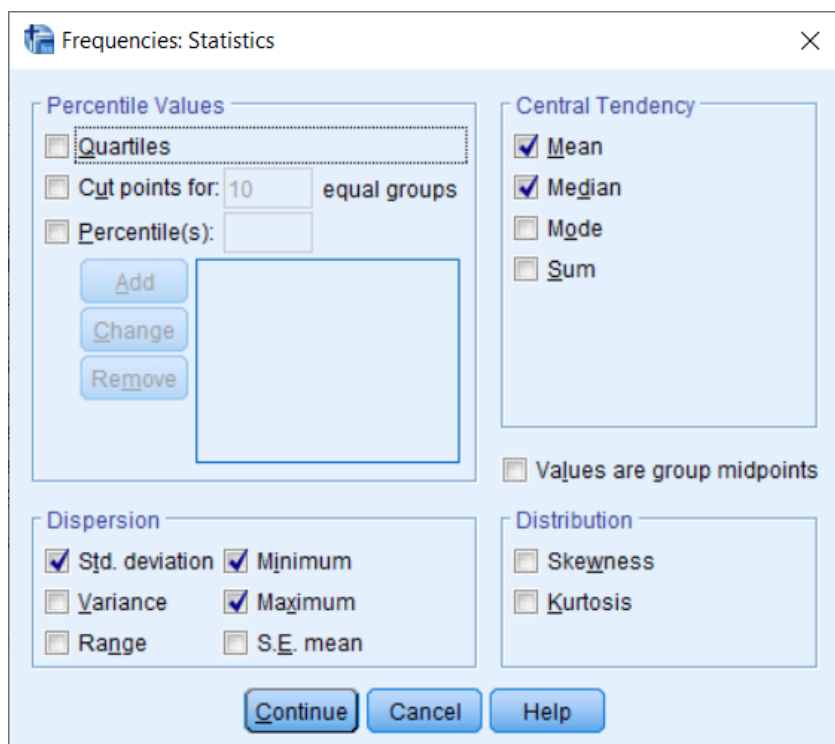 Frequencies: Statistics
Percentile Values
Quartiles
Cut points for: 10 equal groups
Percentile(s):
Add
Change
Remove
Central Tendency
Mean
Median
Mode
Sum
Values are group midpoints
Dispersion
Std. deviation Minimum
Variance Maximum
Range S.E. mean
Distribution
Skewness
Kurtosis
Continue Cancel Help